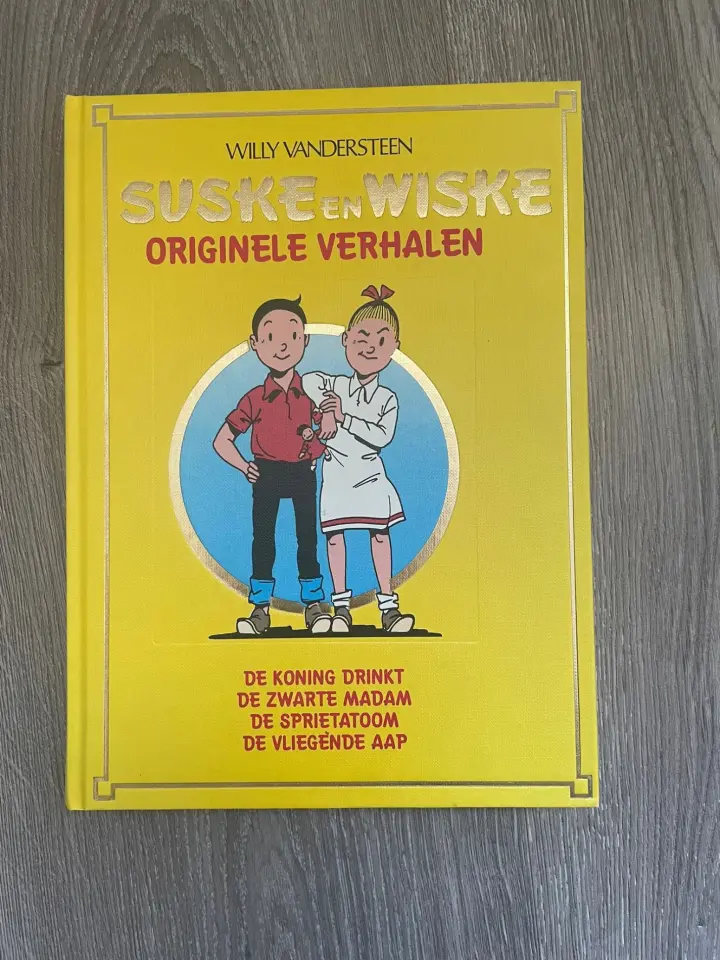 WILLY VANDERSTEEN
SUSKE EN WISKE
ORIGINELE VERHALEN
DE KONING DRINKT
DE ZWARTE MADAM
DE SPRIETATOOM
DE VLIEGENDE AAP